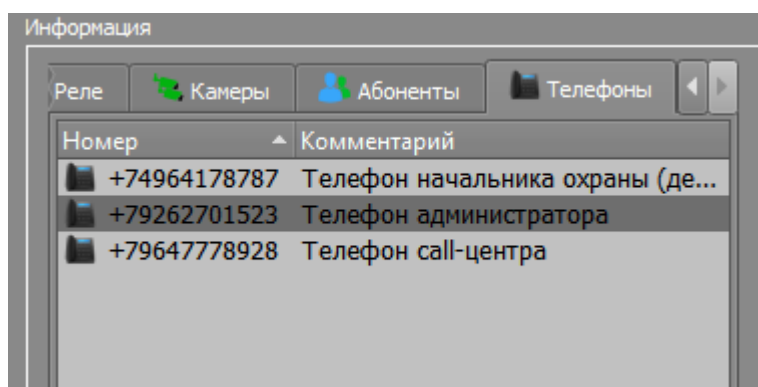 Информация
Реле Камеры Абоненты Телефоны
Номер Комментарий
+74964178787 Телефон начальника охраны (де...
+79262701523 Телефон администратора
+79647778928 Телефон call-центра